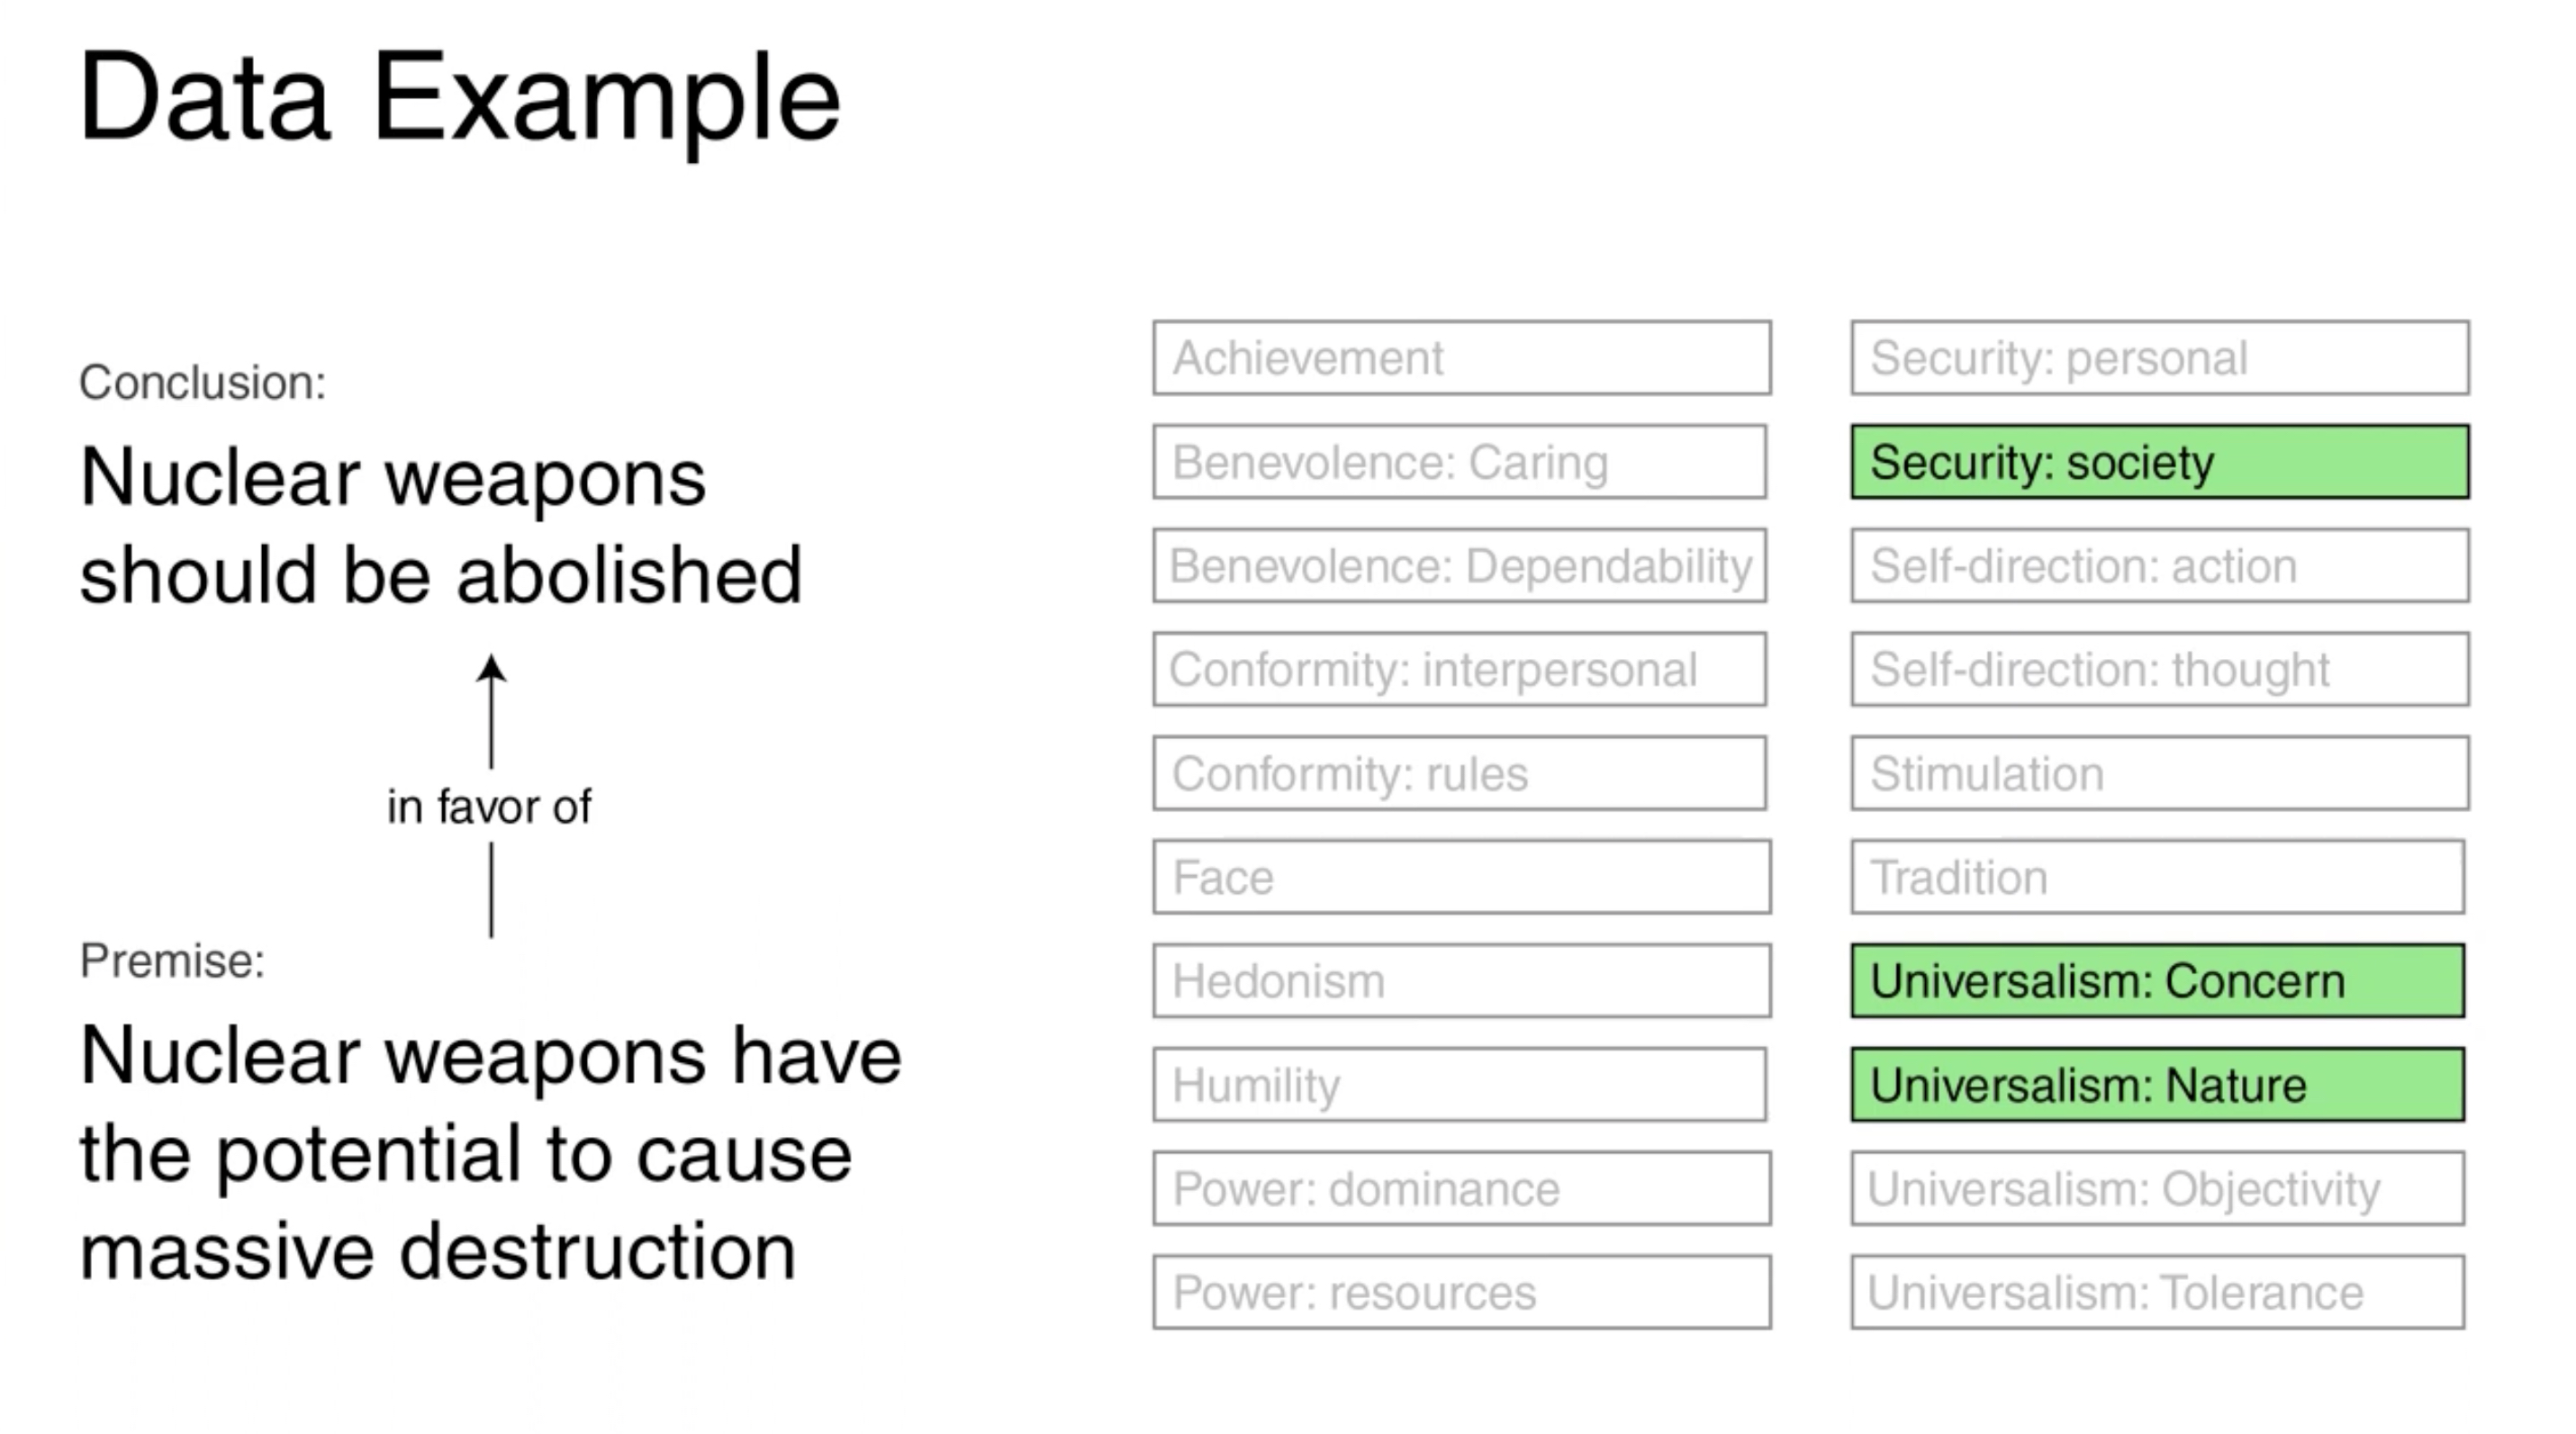 Data Example
Conclusion:
Nuclear weapons
should be abolished
in favor of
Premise:
Nuclear weapons have
the potential to cause
massive destruction
Achievement
Benevolence: Caring
Benevolence: Dependability
Conformity: interpersonal
Conformity: rules
Face
Hedonism
Humility
Power: dominance
Power: resources
Security: personal
Security: society
Self-direction: action
Self-direction: thought
Stimulation
Tradition
Universalism: Concern
Universalism: Nature
Universalism: Objectivity
Universalism: Tolerance